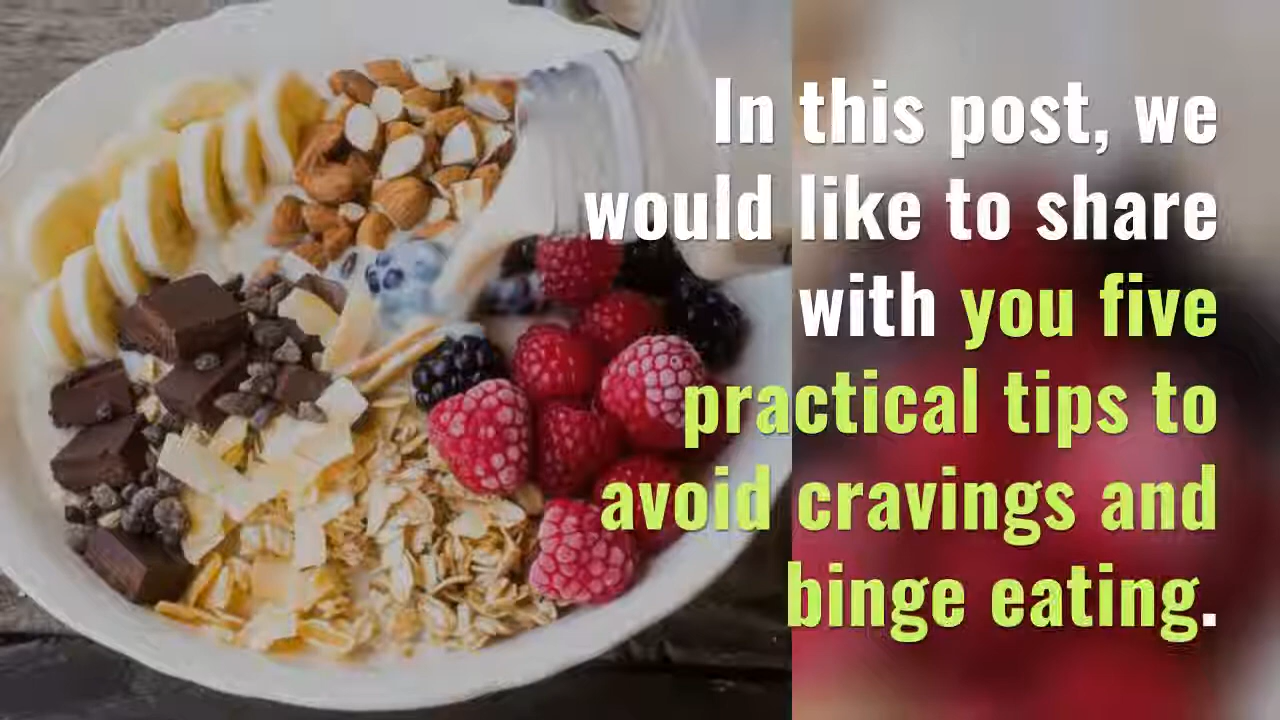 In this post, we
would like to share
with you five
practical tips to
avoid cravings and
binge eating.